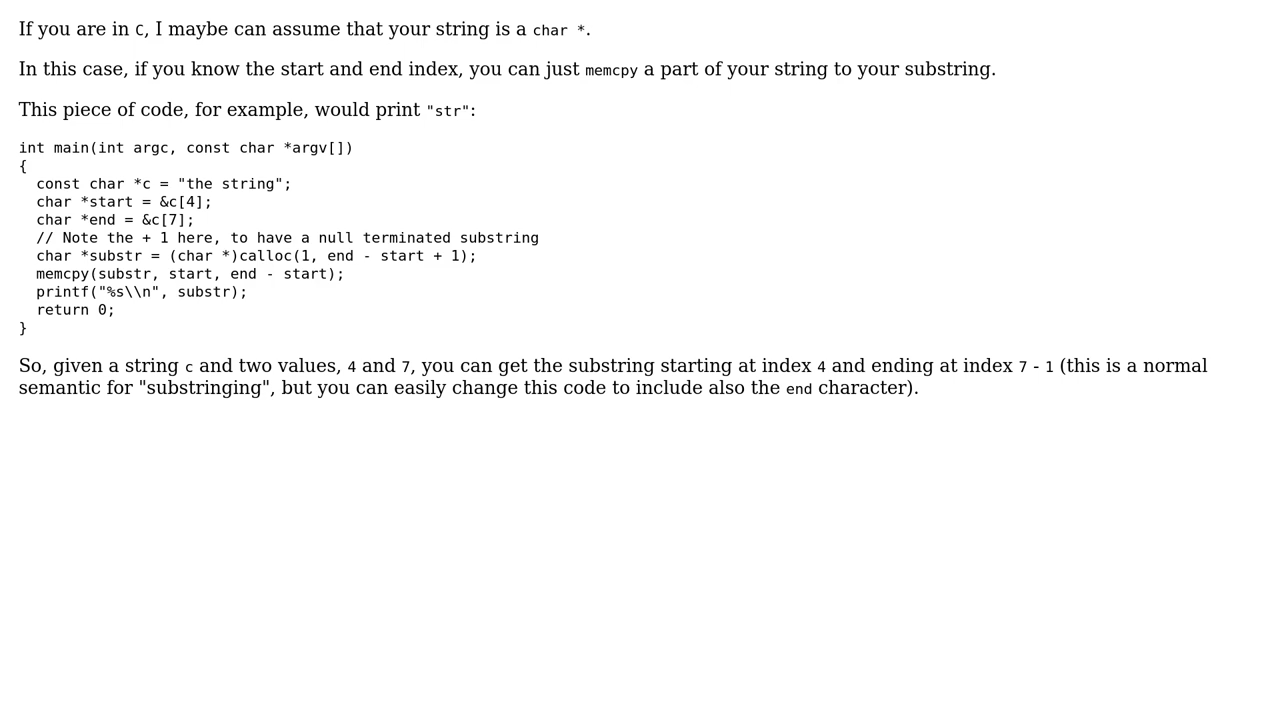 If you are in C, I maybe can assume that your string is a char *.
In this case, if you know the start and end index, you can just memcpy a part of your string to your substring.
This piece of code, for example, would print "str":
int main(int argc, const char *argv[])
{
  const char *c = "the string";
  char *start = &c[4];
  char *end = &c[7];
  // Note the + 1 here, to have a null terminated substring
  char *substr = (char *)calloc(1, end - start + 1);
  memcpy(substr, start, end - start);
  printf("%s\\n", substr);
  return 0;
}
So, given a string c and two values, 4 and 7, you can get the substring starting at index 4 and ending at index 7 - 1 (this is a normal
semantic for "substringing", but you can easily change this code to include also the end character).